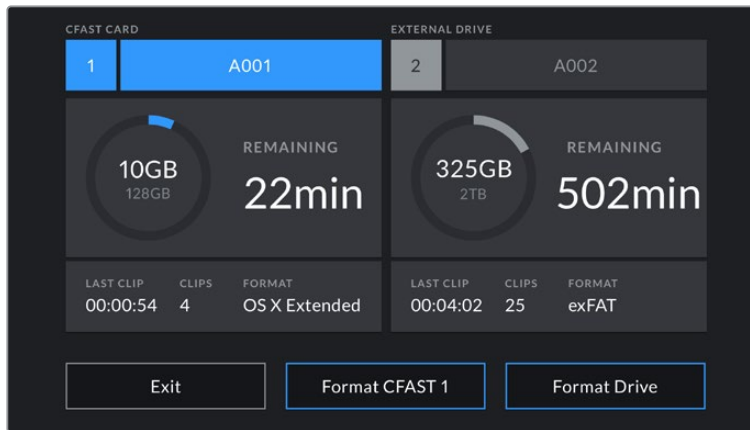 CFAST CARD
1 A001
10GB
128GB
REMAINING
22min
LAST CLIP CLIPS FORMAT
00:00:54 4 OS X Extended
EXTERNAL DRIVE
2 A002
325GB
2TB
REMAINING
502min
LAST CLIP CLIPS FORMAT
00:04:02 25 exFAT
Exit Format CFAST 1 Format Drive